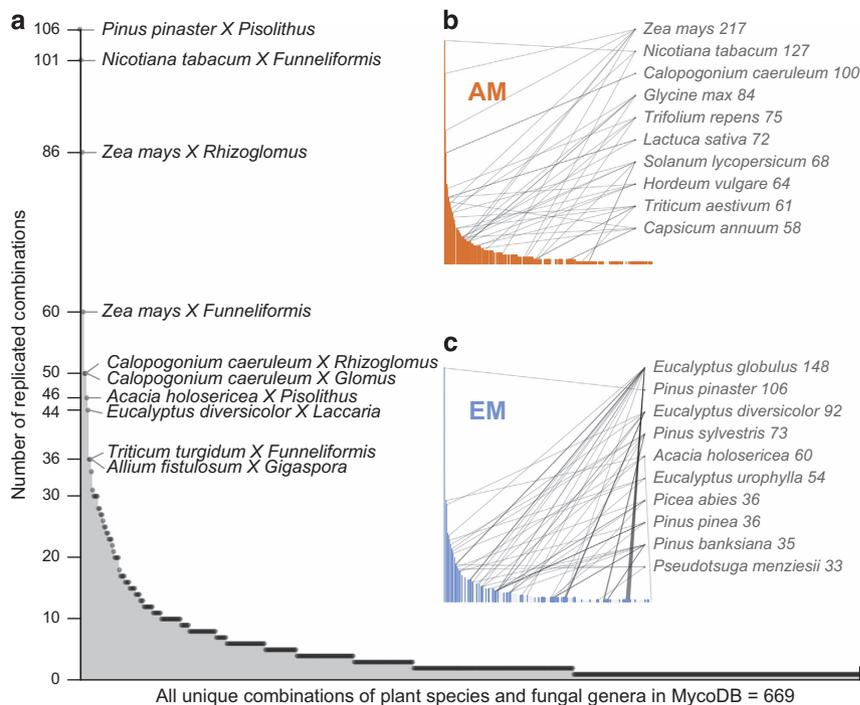 a
106
Pinus pinaster X Pisolithus
101
Nicotiana tabacum X Funneliformis
86
Zea mays X Rhizoglomus
60
Zea mays X Funneliformis
50
Calopogonium caeruleum X Rhizoglomus
Calopogonium caeruleum X Glomus
46
Acacia holosericea X Pisolithus
44
Eucalyptus diversicolor X Laccaria
36
Triticum turgidum X Funneliformis
Allium fistulosum X Gigaspora
30
20
10
0
Number of replicated combinations
All unique combinations of plant species and fungal genera in MycoDB = 669
b
AM
Zea mays 217
Nicotiana tabacum 127
Calopogonium caeruleum 100
Glycine max 84
Trifolium repens 75
Lactuca sativa 72
Solanum lycopersicum 68
Hordeum vulgare 64
Triticum aestivum 61
Capsicum annuum 58
c
EM
Eucalyptus globulus 148
Pinus pinaster 106
Eucalyptus diversicolor 92
Pinus sylvestris 73
Acacia holosericea 60
Eucalyptus urophylla 54
Picea abies 36
Pinus pinea 36
Pinus banksiana 35
Pseudotsuga menziesii 33